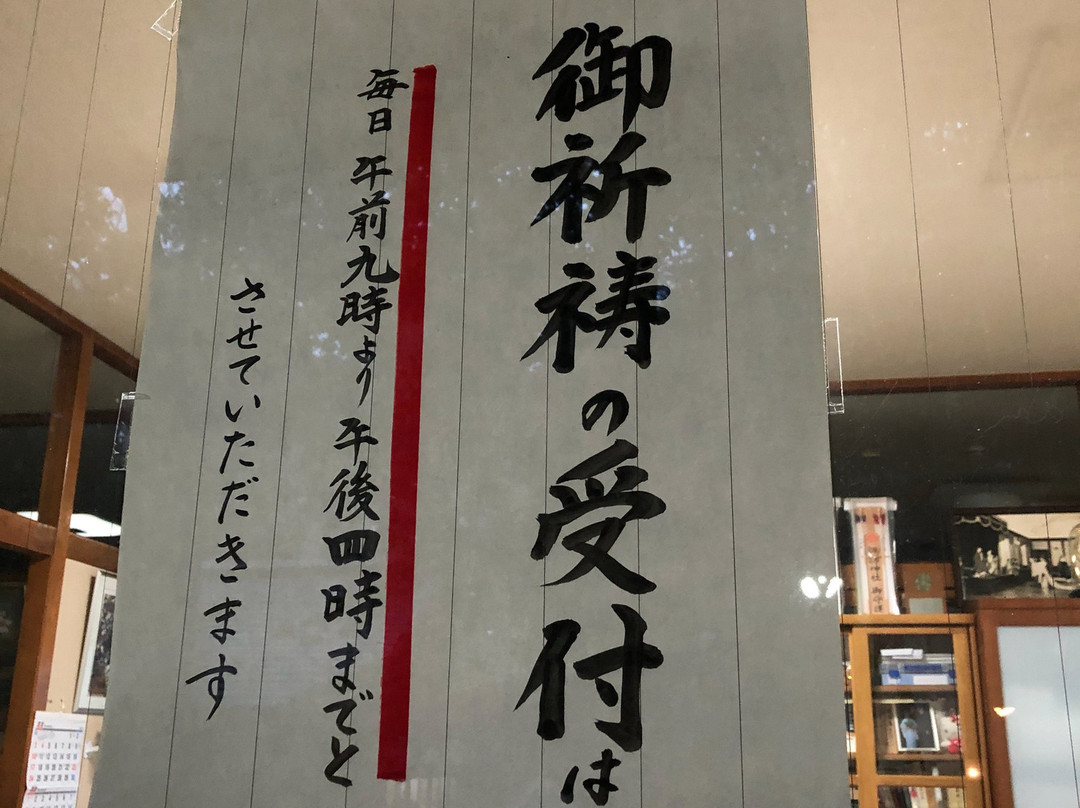 御祈祷の受付は
毎日 午前九時より 午後四時までと
させていただきます